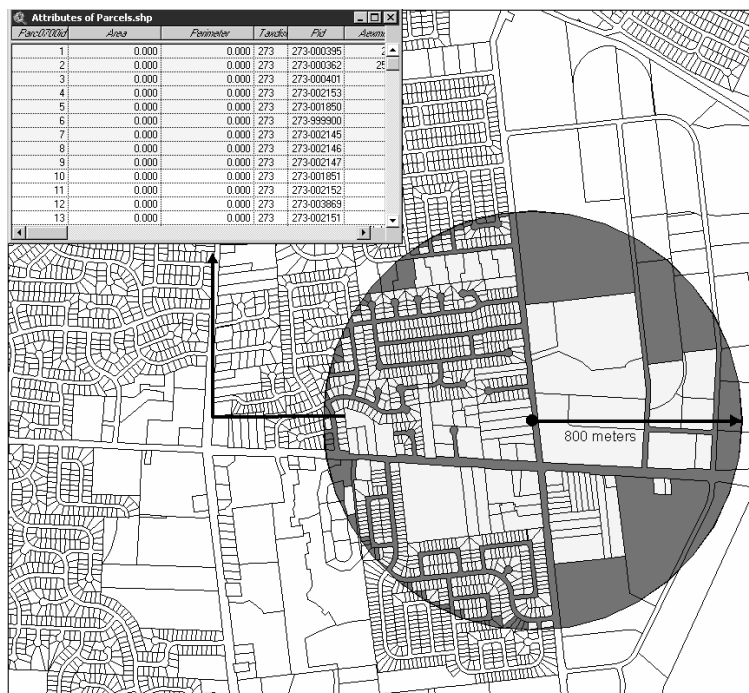 Attributes of Parcels.shp
Parc0700id Area Perimeter Taxdis Pid Aexm
1 0.000 0.000 273 273-000395 2
2 0.000 0.000 273 273-000362 25
3 0.000 0.000 273 273-000401
4 0.000 0.000 273 273-002153
5 0.000 0.000 273 273-001850
6 0.000 0.000 273 273-999900
7 0.000 0.000 273 273-002145
8 0.000 0.000 273 273-002146
9 0.000 0.000 273 273-002147
10 0.000 0.000 273 273-001851
11 0.000 0.000 273 273-002152
12 0.000 0.000 273 273-003869
13 0.000 0.000 273 273-002151
800 meters